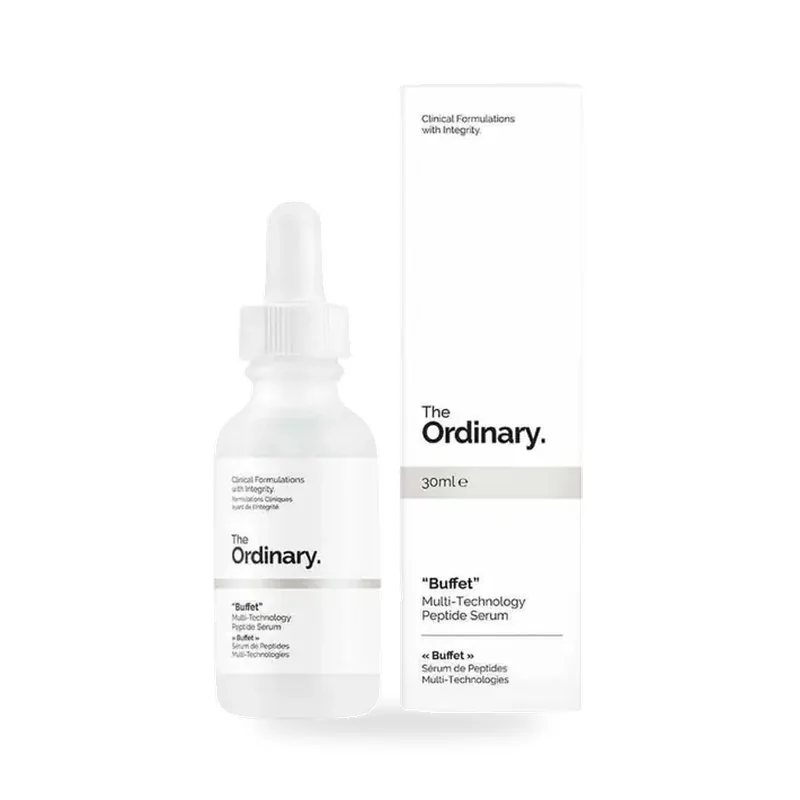 Clinical Formulations
with Integrity.
The
Ordinary.
30ml ℮
“Buffet”
Multi-Technology
Peptide Serum
« Buffet »
Sérum de Peptides
Multi-Technologies
Clinical Formulations
with Integrity.
Formulations Cliniques
ayant de l'Intégrité
The
Ordinary.
“Buffet”
Multi-Technology
Peptide Serum
« Buffet »
Sérum de Peptides
Multi-Technologies